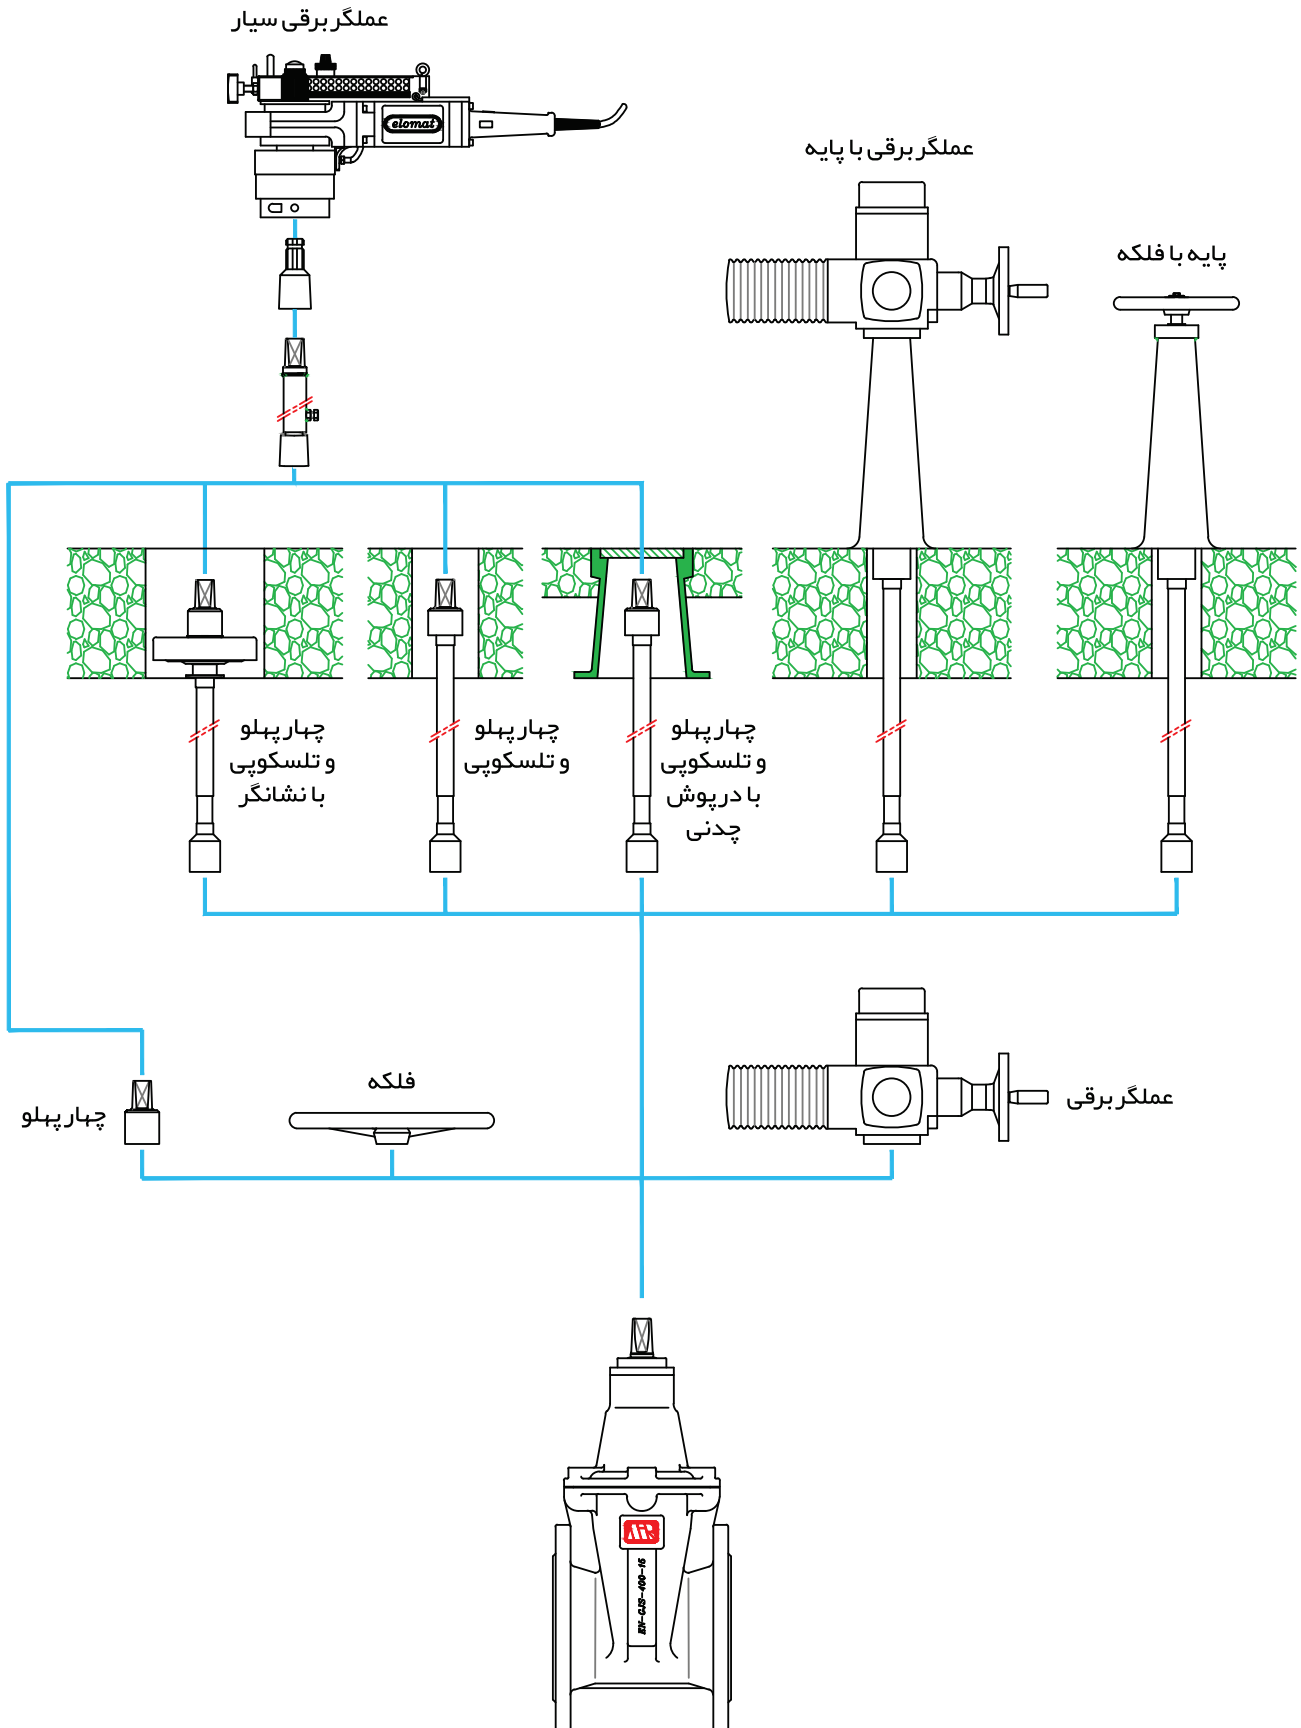 عملگر برقی سیار
elomat
عملگر برقی با پایه
پایه با فلکه
چهار پهلو
و تلسکوپی
با نشانگر
چهار پهلو
و تلسکوپی
چهار پهلو
و تلسکوپی
با درپوش
چدنی
فلکه
چهار پهلو
عملگر برقی
EN-GJS-400-15